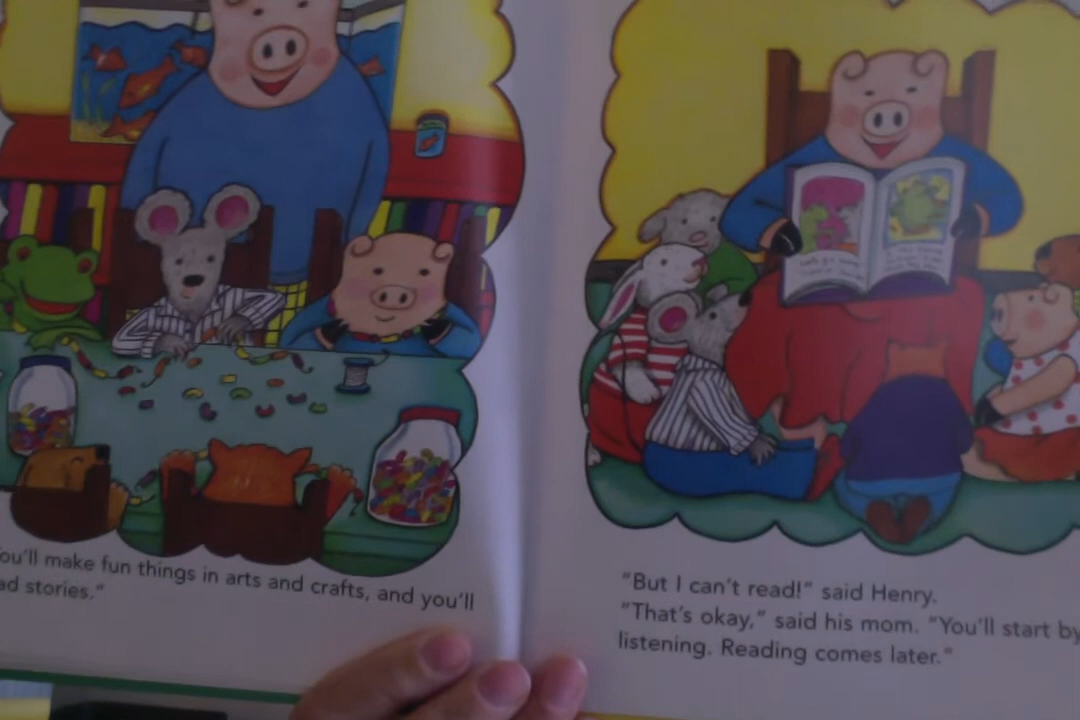 ou'll make fun things in arts and crafts, and you'll
ad stories."
"But I can't read!" said Henry.
"That's okay," said his mom. "You'll start by
listening. Reading comes later."